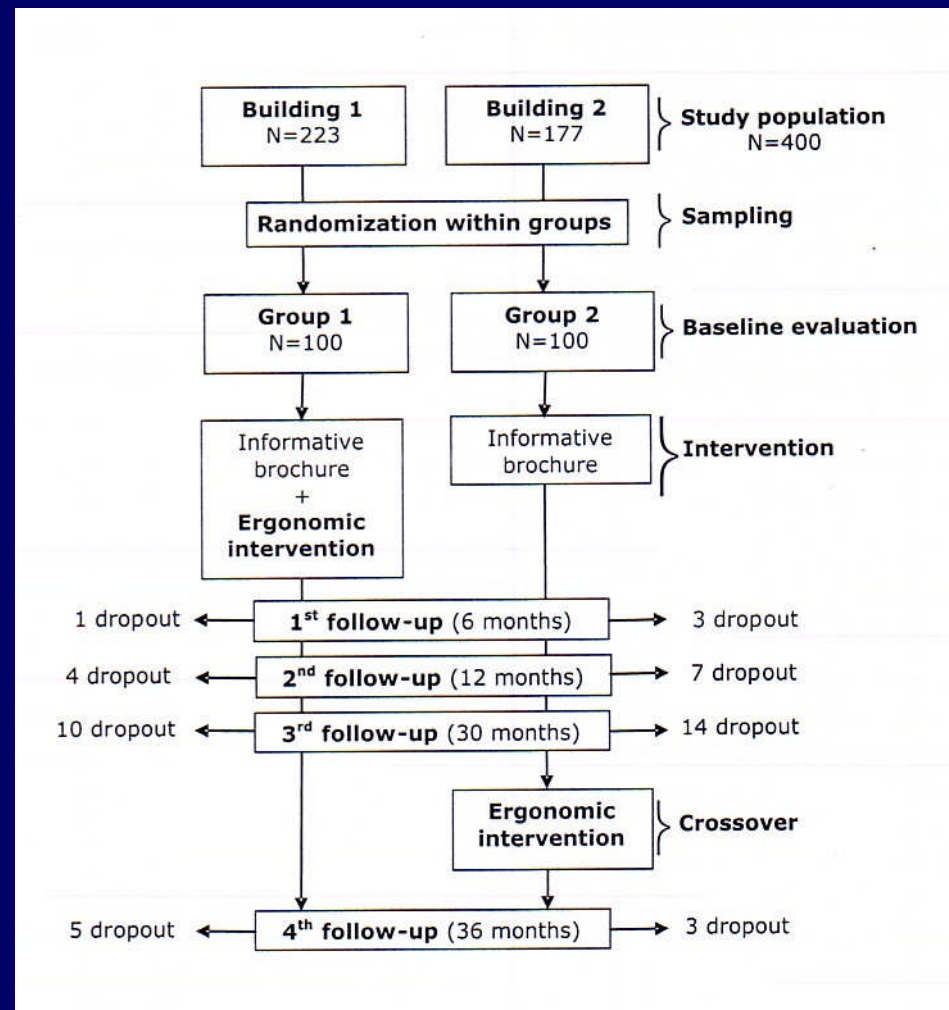 Building 1
N=223
Building 2
N=177
Study population
N=400
Randomization within groups
Sampling
Group 1
N=100
Group 2
N=100
Baseline evaluation
Informative
brochure
+
Ergonomic
intervention
Informative
brochure
Intervention
1 dropout
1st follow-up (6 months)
3 dropout
4 dropout
2nd follow-up (12 months)
7 dropout
10 dropout
3rd follow-up (30 months)
14 dropout
Ergonomic
intervention
Crossover
5 dropout
4th follow-up (36 months)
3 dropout